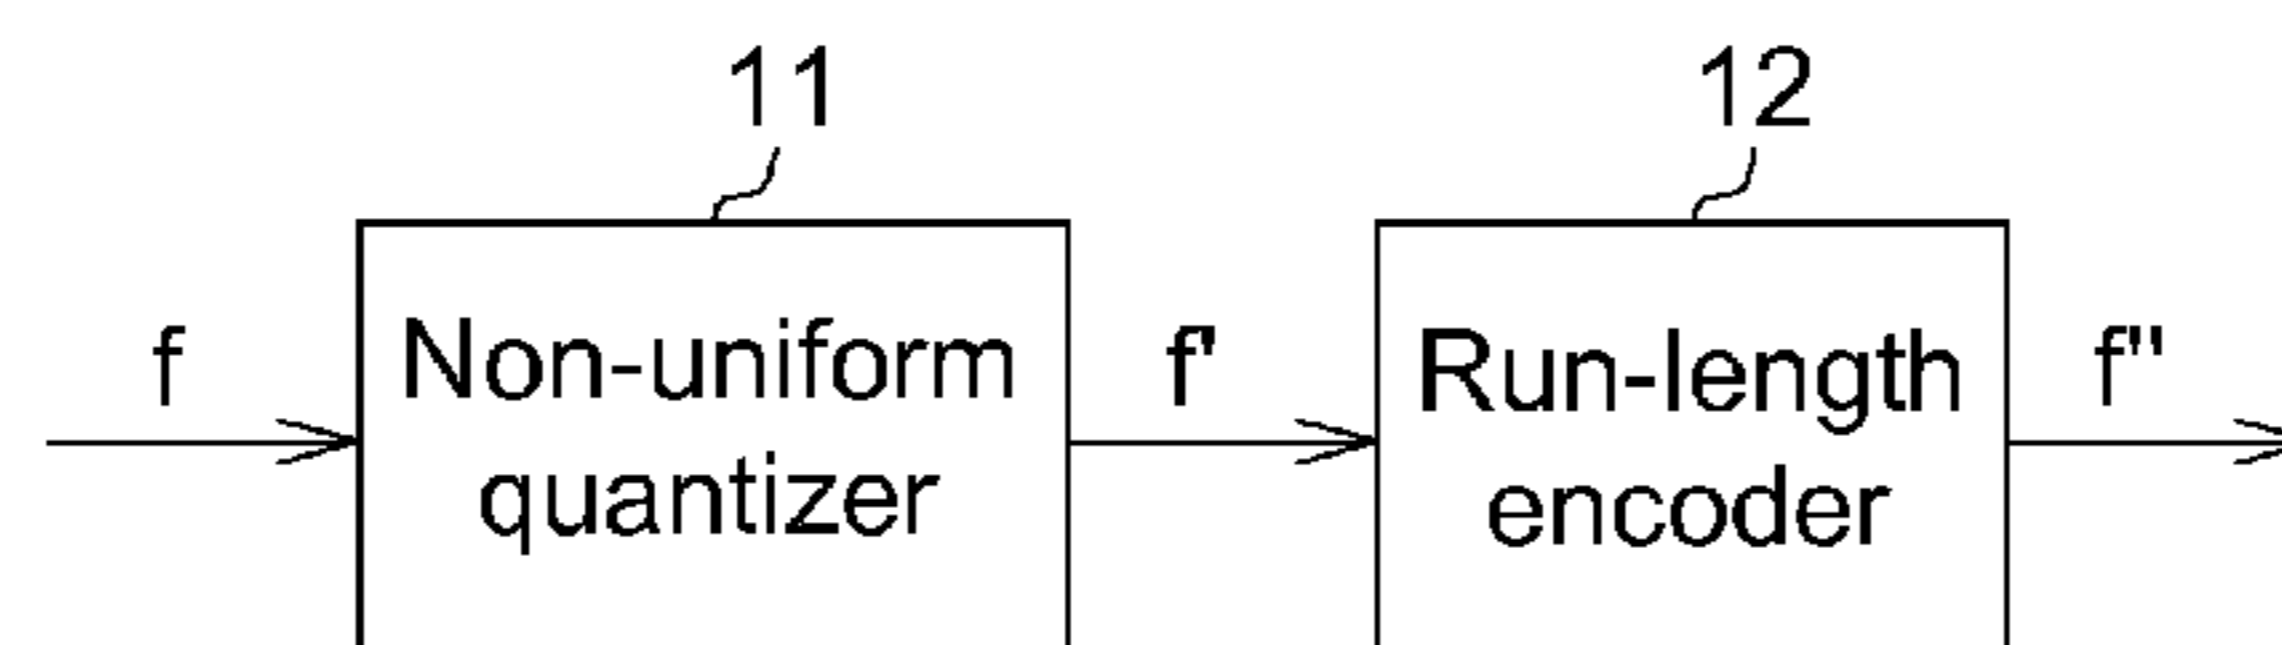 11 12
f Non-uniform f' Run-length f"
quantizer encoder